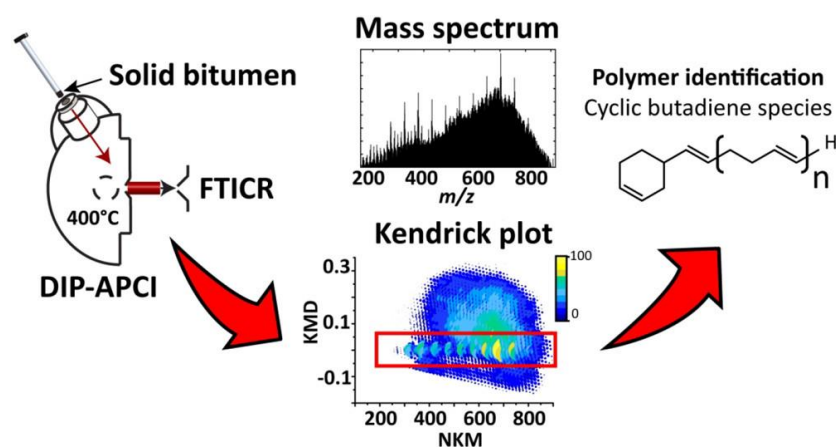 Solid bitumen
400°C
FTICR
DIP-APCI
Mass spectrum
200 400 600 800
m/z
Kendrick plot
KMD
0.3
0.1
-0.1
100
0
200 400 600 800
NKM
Polymer identification
Cyclic butadiene species
H
n